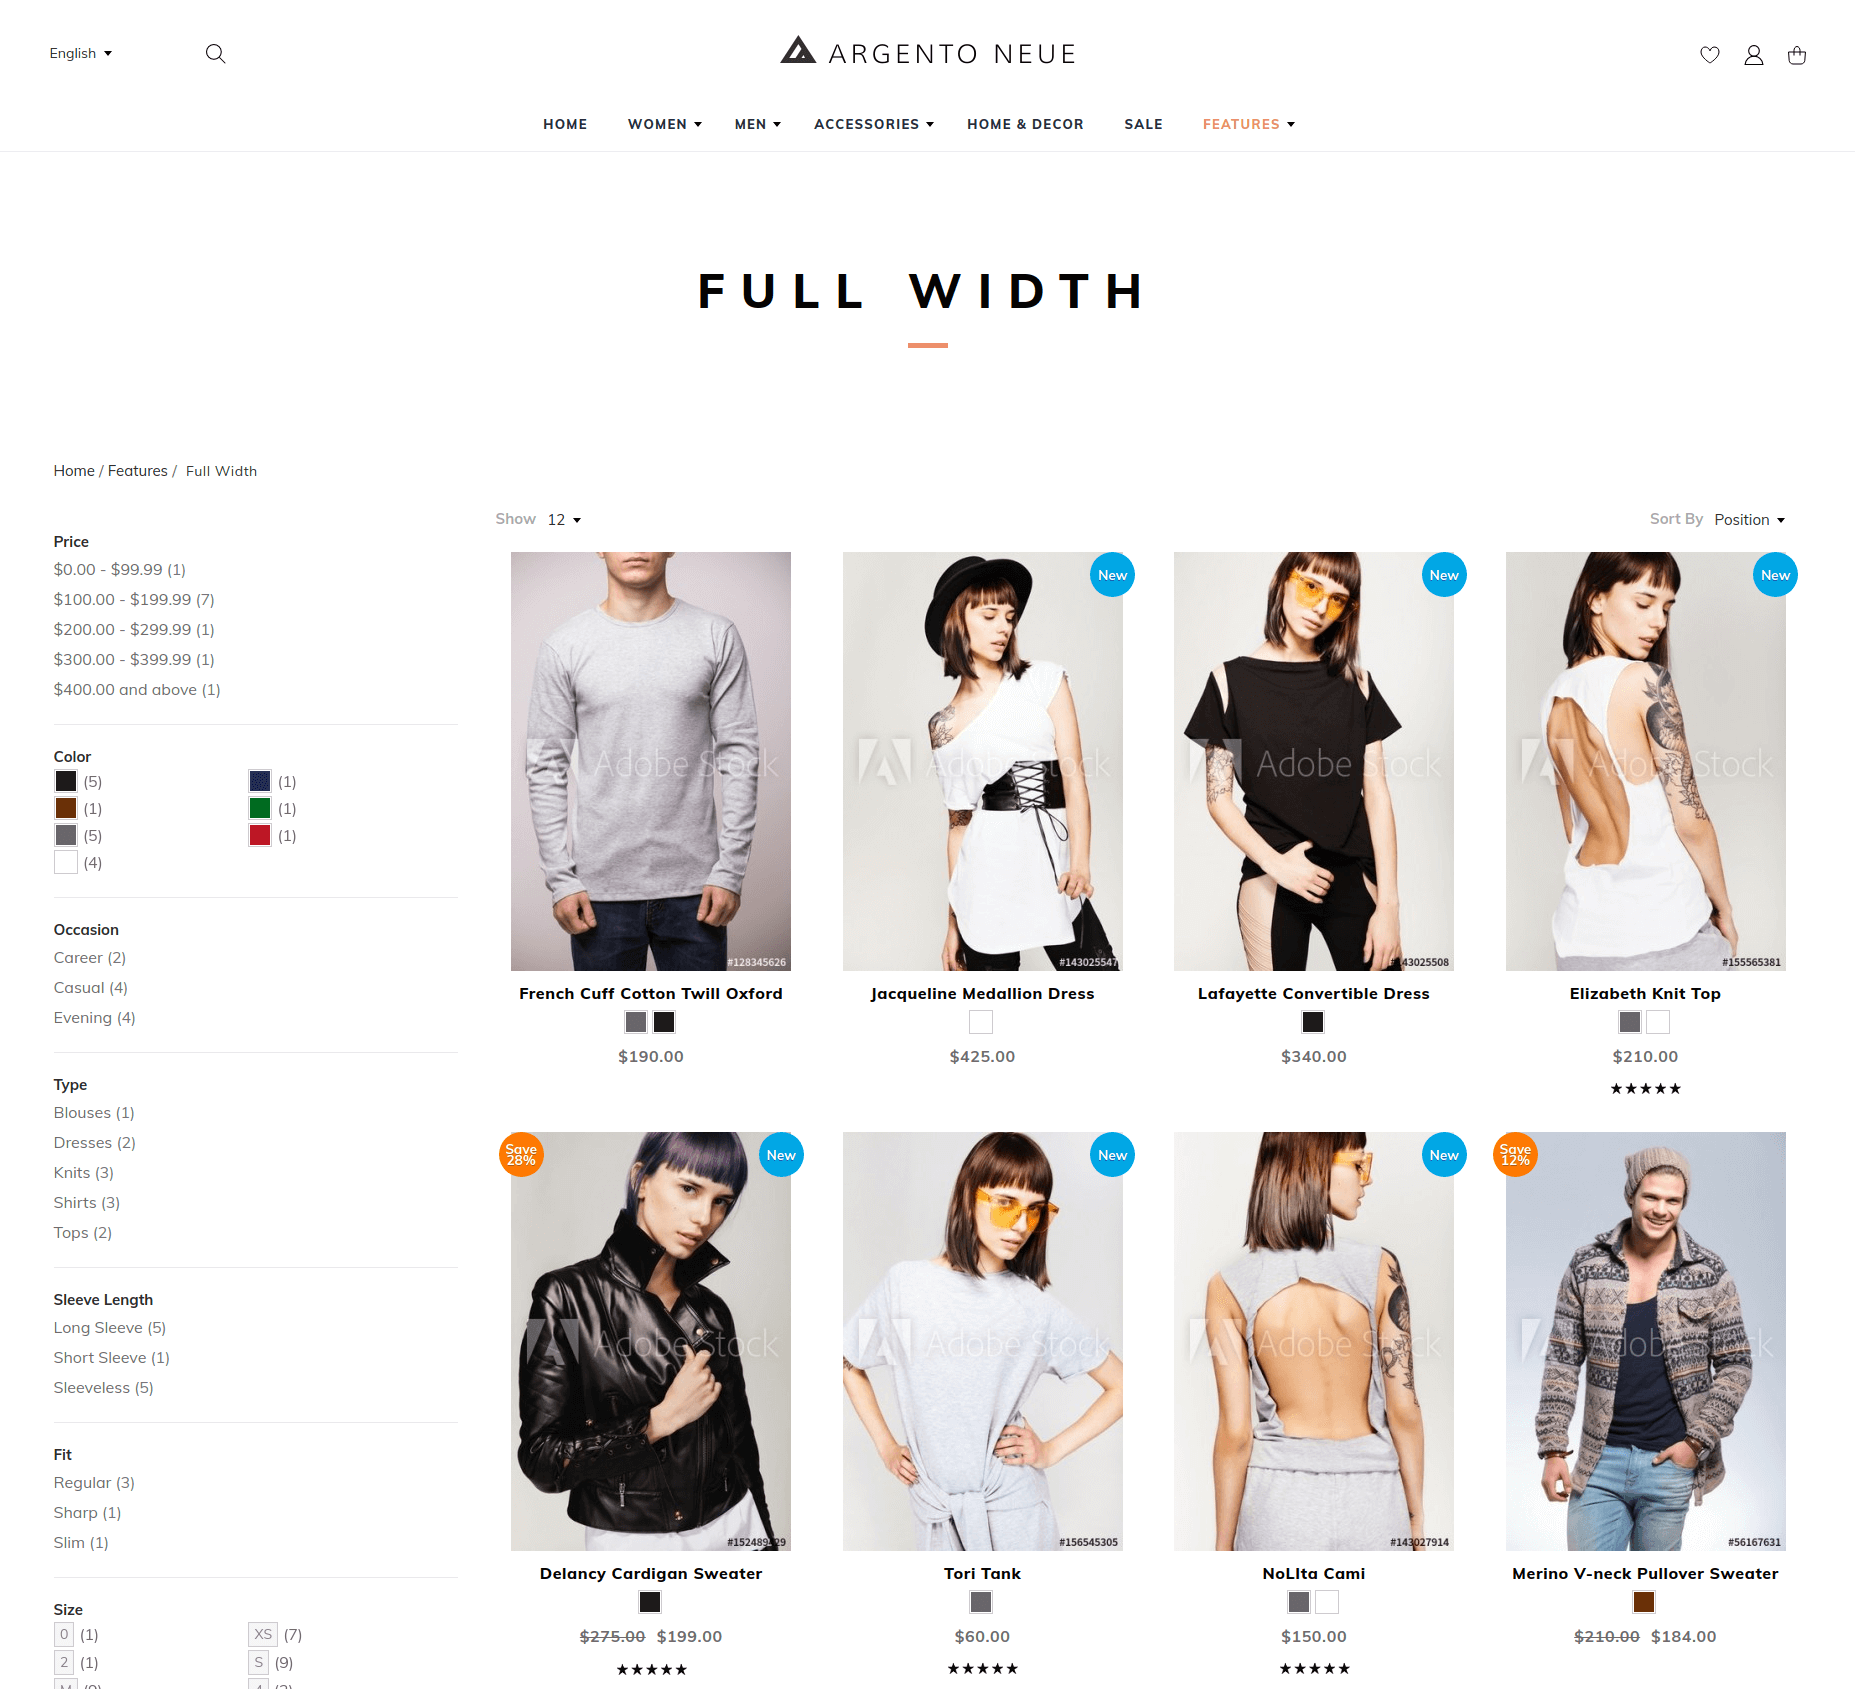 English
ARGENTO NEUE
HOME WOMEN MEN ACCESSORIES HOME & DECOR SALE FEATURES
FULL WIDTH
Home / Features / Full Width
Show 12
Sort By Position
Price
$0.00 - $99.99 (1)
$100.00 - $199.99 (7)
$200.00 - $299.99 (1)
$300.00 - $399.99 (1)
$400.00 and above (1)
Color
(5) (1)
(1) (1)
(5) (1)
(4)
Occasion
Career (2)
Casual (4)
Evening (4)
Type
Blouses (1)
Dresses (2)
Knits (3)
Shirts (3)
Tops (2)
Sleeve Length
Long Sleeve (5)
Short Sleeve (1)
Sleeveless (5)
Fit
Regular (3)
Sharp (1)
Slim (1)
Size
0 (1) XS (7)
2 (1) S (9)
Adobe Stock
#128345626
French Cuff Cotton Twill Oxford
$190.00
New
Adobe Stock
#143025547
Jacqueline Medallion Dress
$425.00
New
Adobe Stock
#143025508
Lafayette Convertible Dress
$340.00
New
Adobe Stock
#155565381
Elizabeth Knit Top
$210.00
★★★★★
Save
28%
New
Adobe Stock
Delancy Cardigan Sweater
$275.00 $199.00
★★★★★
New
Adobe Stock
#156545305
Tori Tank
$60.00
★★★★★
New
Adobe Stock
#143027914
NoLIta Cami
$150.00
★★★★★
Save
12%
Adobe Stock
#56167631
Merino V-neck Pullover Sweater
$210.00 $184.00